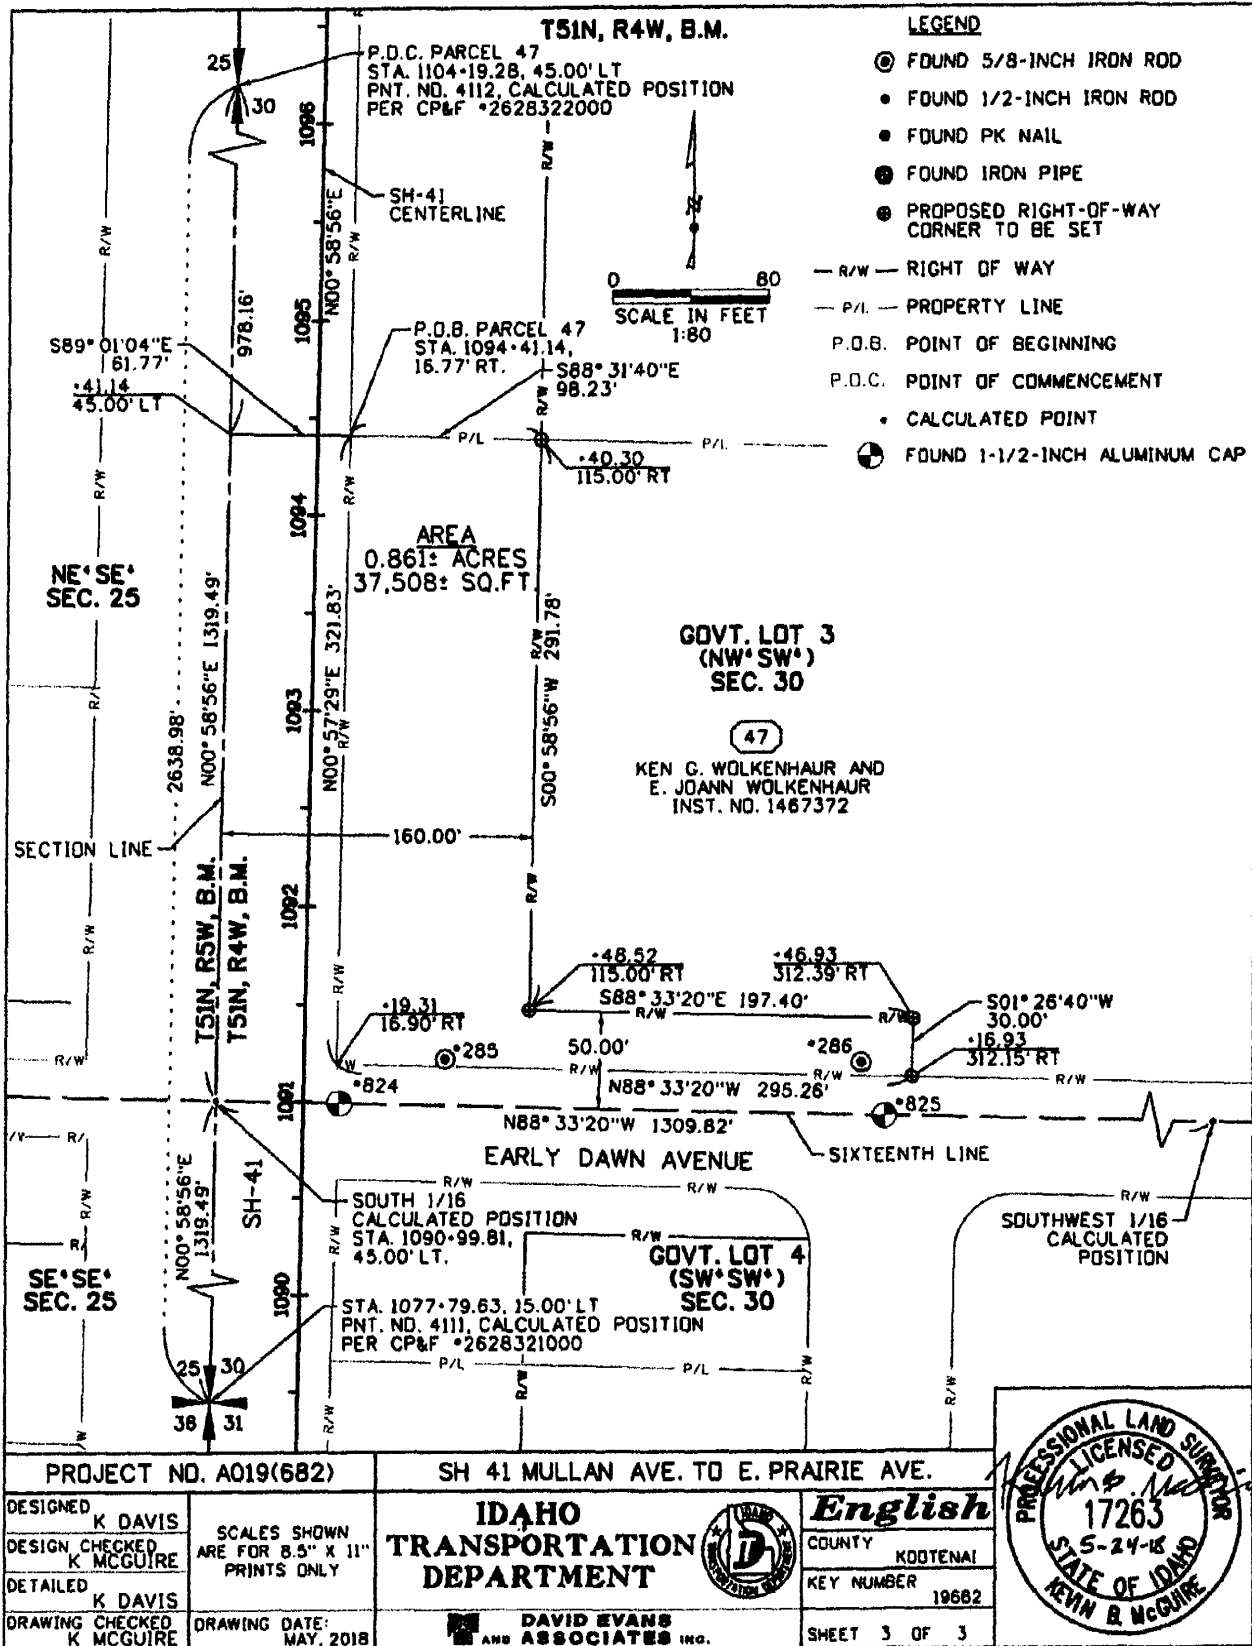 T51N, R4W, B.M.
LEGEND
FOUND 5/8-INCH IRON ROD
FOUND 1/2-INCH IRON ROD
FOUND PK NAIL
FOUND IRON PIPE
PROPOSED RIGHT-OF-WAY
CORNER TO BE SET
— R/W — RIGHT OF WAY
— P/L — PROPERTY LINE
P.O.B. POINT OF BEGINNING
P.O.C. POINT OF COMMENCEMENT
CALCULATED POINT
FOUND 1-1/2-INCH ALUMINUM CAP
25
30
P.O.C. PARCEL 47
STA. 1104+19.28, 45.00' LT
PNT. NO. 4112, CALCULATED POSITION
PER CP&F #2628322000
1096
SH-41
CENTERLINE
N00°58'56"E
R/W
R/W
R/W
0 80
SCALE IN FEET
1:80
N
978.16'
1095
P.O.B. PARCEL 47
STA. 1094+41.14,
16.77' RT.
S89°01'04"E
61.77'
+41.14
45.00' LT
S88°31'40"E
98.23'
R/W
P/L
P/L
+40.30
115.00' RT
R/W
R/W
1094
AREA
0.861± ACRES
37,508± SQ.FT.
NE¼SE¼
SEC. 25
GOVT. LOT 3
(NW¼SW¼)
SEC. 30
47
KEN G. WOLKENHAUR AND
E. JOANN WOLKENHAUR
INST. NO. 1467372
2638.98'
N00°58'56"E 1319.49'
1093
N00°57'29"E 321.83'
R/W
S00°58'56"W 291.78'
R/W
SECTION LINE
160.00'
T51N, R5W, B.M.
T51N, R4W, B.M.
1092
R/W
R/W
+48.52
115.00' RT
+46.93
312.39' RT
S88°33'20"E 197.40'
R/W
R/W
S01°26'40"W
30.00'
+19.31
16.90' RT
#285
50.00'
#286
+16.93
312.15' RT
R/W
R/W
R/W
R/W
N88°33'20"W 295.26'
#824
1091
#825
N88°33'20"W 1309.82'
SIXTEENTH LINE
EARLY DAWN AVENUE
R/W
R/W
R/W
SOUTH 1/16
CALCULATED POSITION
STA. 1090+99.81,
45.00' LT.
N00°58'56"E
1319.49'
SH-41
R/W
R/W
SOUTHWEST 1/16
CALCULATED
POSITION
GOVT. LOT 4
(SW¼SW¼)
SEC. 30
SE¼SE¼
SEC. 25
1090
STA. 1077+79.63, 15.00' LT
PNT. NO. 4111, CALCULATED POSITION
PER CP&F #2628321000
P/L
P/L
R/W
R/W
R/W
R/W
25 30
36 31
PROJECT NO. A019(682)
SH 41 MULLAN AVE. TO E. PRAIRIE AVE.
DESIGNED
K DAVIS
DESIGN CHECKED
K MCGUIRE
DETAILED
K DAVIS
DRAWING CHECKED
K MCGUIRE
SCALES SHOWN
ARE FOR 8.5" X 11"
PRINTS ONLY
DRAWING DATE:
MAY, 2018
IDAHO
TRANSPORTATION
DEPARTMENT
IDAHO
TRANSPORTATION DEPARTMENT
DAVID EVANS
AND ASSOCIATES INC.
English
COUNTY
KOOTENAI
KEY NUMBER
19682
SHEET 3 OF 3
PROFESSIONAL LAND SURVEYOR
LICENSED
17263
5-24-18
STATE OF IDAHO
KEVIN B. McGUIRE